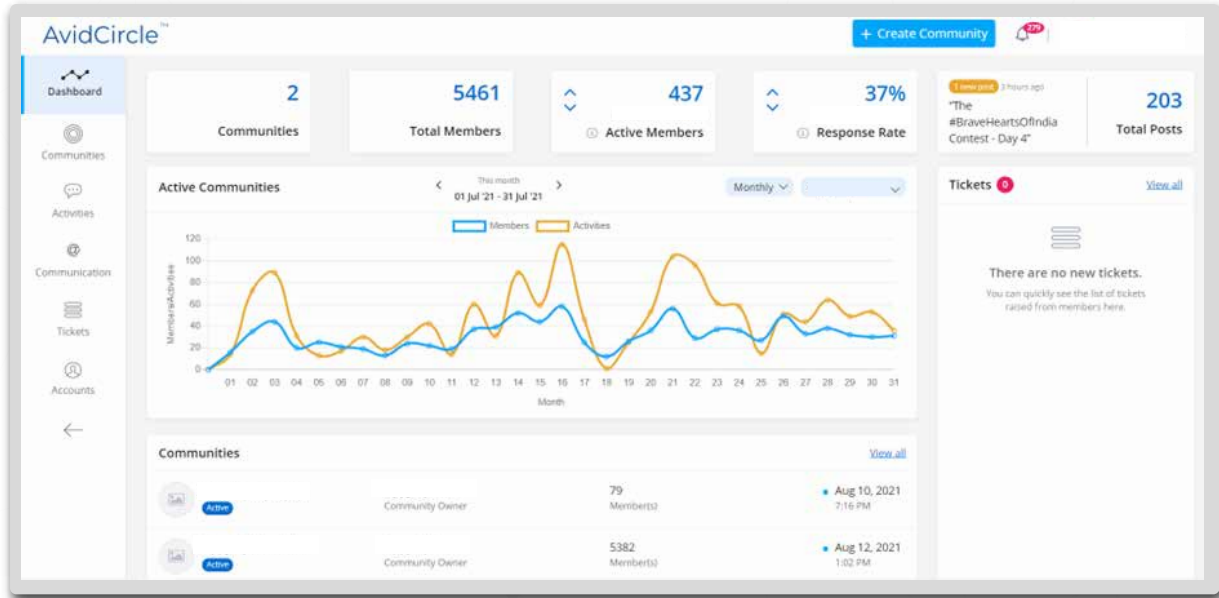 AvidCircle™
+ Create Community
279
Dashboard
Communities
Activities
Communication
Tickets
Accounts
2
Communities
5461
Total Members
437
Active Members
37%
Response Rate
1 new post 3 hours ago
"The
#BraveHeartsOfIndia
Contest - Day 4"
203
Total Posts
Active Communities
This month
01 Jul '21 - 31 Jul '21
Monthly
Members Activities
Members/Activities
120
100
80
60
40
20
0
01 02 03 04 05 06 07 08 09 10 11 12 13 14 15 16 17 18 19 20 21 22 23 24 25 26 27 28 29 30 31
Month
Tickets 0 View all
There are no new tickets.
You can quickly see the list of tickets
raised from members here.
Communities View all
Active
Community Owner
79
Member(s)
Aug 10, 2021
7:16 PM
Active
Community Owner
5382
Member(s)
Aug 12, 2021
1:02 PM